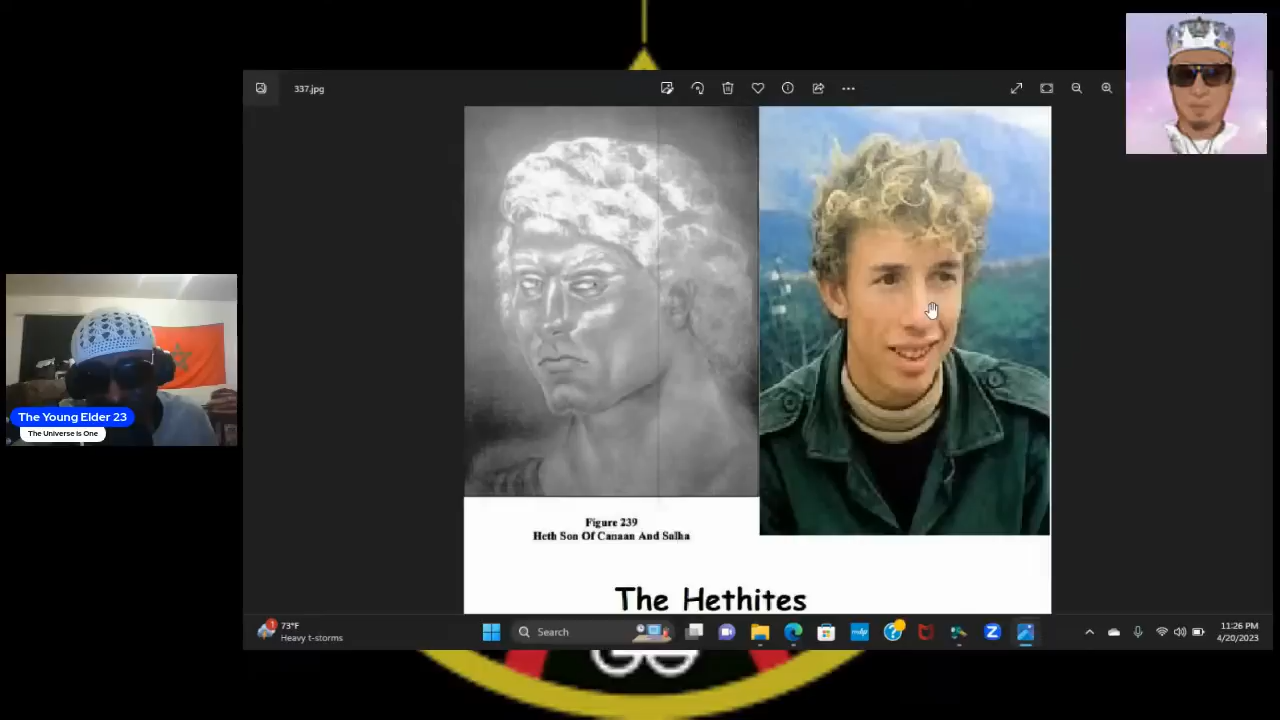 337.jpg
Figure 239
Heth Son Of Canaan And Salha
The Hethites
The Young Elder 23
The Universe is One
1
73°F
Heavy t-storms
Search
11:26 PM
4/20/2023